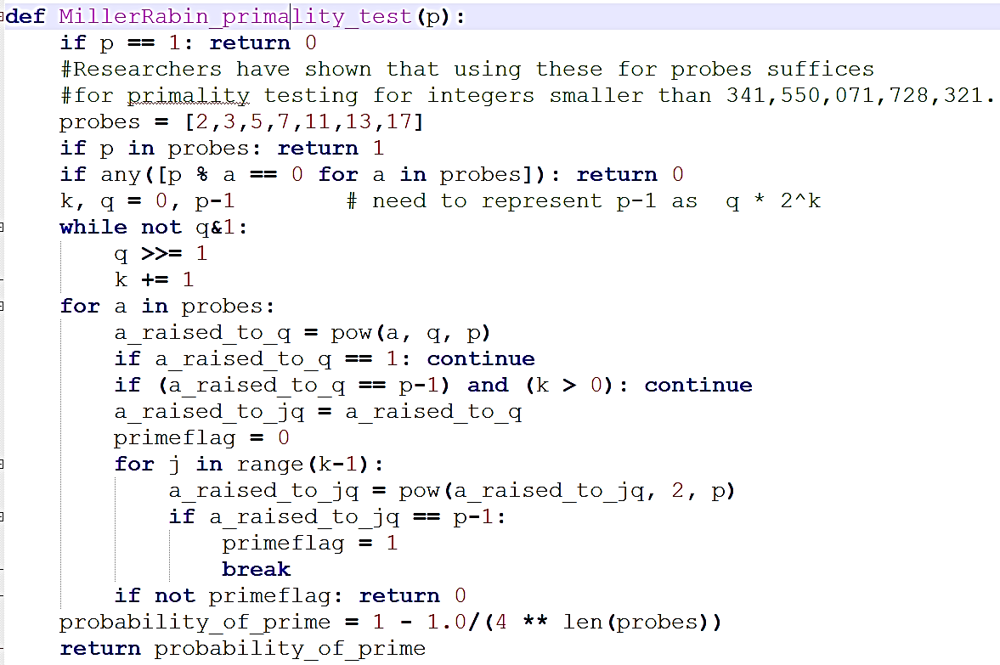 def MillerRabin_primality_test(p):
    if p == 1: return 0
    #Researchers have shown that using these for probes suffices
    #for primality testing for integers smaller than 341,550,071,728,321.
    probes = [2,3,5,7,11,13,17]
    if p in probes: return 1
    if any([p % a == 0 for a in probes]): return 0
    k, q = 0, p-1        # need to represent p-1 as  q * 2^k
    while not q&1:
        q >>= 1
        k += 1
    for a in probes:
        a_raised_to_q = pow(a, q, p)
        if a_raised_to_q == 1: continue
        if (a_raised_to_q == p-1) and (k > 0): continue
        a_raised_to_jq = a_raised_to_q
        primeflag = 0
        for j in range(k-1):
            a_raised_to_jq = pow(a_raised_to_jq, 2, p)
            if a_raised_to_jq == p-1:
                primeflag = 1
                break
        if not primeflag: return 0
    probability_of_prime = 1 - 1.0/(4 ** len(probes))
    return probability_of_prime